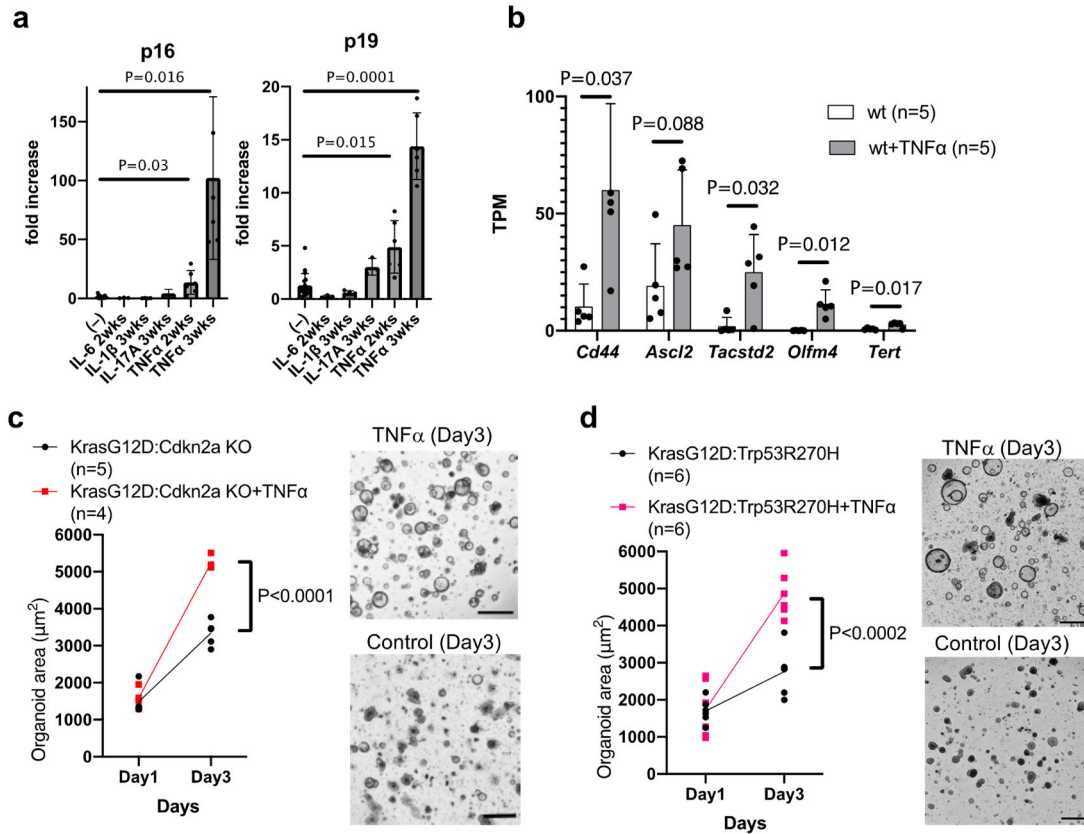 a
p16
P=0.016
P=0.03
fold increase
150
100
50
0
(–)
IL-6 2wks
IL-1β 3wks
IL-17A 3wks
TNFα 2wks
TNFα 3wks
p19
P=0.0001
P=0.015
fold increase
20
15
10
5
0
(–)
IL-6 2wks
IL-1β 3wks
IL-17A 3wks
TNFα 2wks
TNFα 3wks
b
TPM
100
50
0
P=0.037
P=0.088
P=0.032
P=0.012
P=0.017
wt (n=5)
wt+TNFα (n=5)
Cd44
Ascl2
Tacstd2
Olfm4
Tert
c
KrasG12D:Cdkn2a KO
(n=5)
KrasG12D:Cdkn2a KO+TNFα
(n=4)
Organoid area (µm²)
6000
5000
4000
3000
2000
1000
0
P<0.0001
Day1
Day3
Days
TNFα (Day3)
Control (Day3)
d
KrasG12D:Trp53R270H
(n=6)
KrasG12D:Trp53R270H+TNFα
(n=6)
Organoid area (µm²)
6000
5000
4000
3000
2000
1000
0
P<0.0002
Day1
Day3
Days
TNFα (Day3)
Control (Day3)